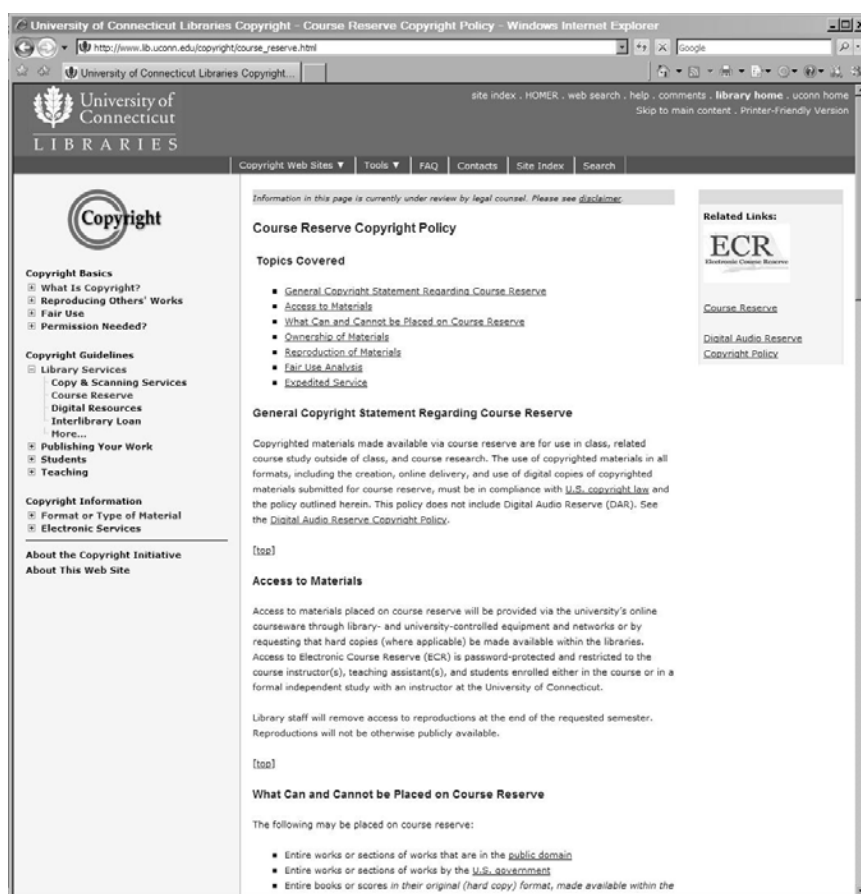 University of Connecticut Libraries Copyright - Course Reserve Copyright Policy - Windows Internet Explorer
http://www.lib.uconn.edu/copyright/course_reserve.html
Google
University of Connecticut Libraries Copyright...
University of
Connecticut
LIBRARIES
site index . HOMER . web search . help . comments . library home . uconn home
Skip to main content . Printer-Friendly Version
Copyright Web Sites ▼ | Tools ▼ | FAQ | Contacts | Site Index | Search
Copyright
Copyright Basics
What Is Copyright?
Reproducing Others' Works
Fair Use
Permission Needed?
Copyright Guidelines
Library Services
Copy & Scanning Services
Course Reserve
Digital Resources
Interlibrary Loan
More...
Publishing Your Work
Students
Teaching
Copyright Information
Format or Type of Material
Electronic Services
About the Copyright Initiative
About This Web Site
Information in this page is currently under review by legal counsel. Please see disclaimer.
Course Reserve Copyright Policy
Topics Covered
General Copyright Statement Regarding Course Reserve
Access to Materials
What Can and Cannot be Placed on Course Reserve
Ownership of Materials
Reproduction of Materials
Fair Use Analysis
Expedited Service
General Copyright Statement Regarding Course Reserve
Copyrighted materials made available via course reserve are for use in class, related
course study outside of class, and course research. The use of copyrighted materials in all
formats, including the creation, online delivery, and use of digital copies of copyrighted
materials submitted for course reserve, must be in compliance with U.S. copyright law and
the policy outlined herein. This policy does not include Digital Audio Reserve (DAR). See
the Digital Audio Reserve Copyright Policy.
[top]
Access to Materials
Access to materials placed on course reserve will be provided via the university's online
courseware through library- and university-controlled equipment and networks or by
requesting that hard copies (where applicable) be made available within the libraries.
Access to Electronic Course Reserve (ECR) is password-protected and restricted to the
course instructor(s), teaching assistant(s), and students enrolled either in the course or in a
formal independent study with an instructor at the University of Connecticut.
Library staff will remove access to reproductions at the end of the requested semester.
Reproductions will not be otherwise publicly available.
[top]
What Can and Cannot be Placed on Course Reserve
The following may be placed on course reserve:
Entire works or sections of works that are in the public domain
Entire works or sections of works by the U.S. government
Entire books or scores in their original (hard copy) format, made available within the
Related Links:
ECR
Electronic Course Reserve
Course Reserve
Digital Audio Reserve
Copyright Policy